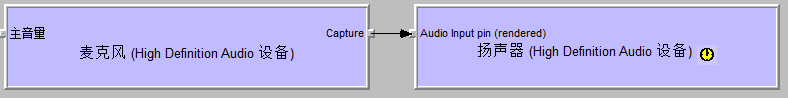 主音里 Capture
麦克风 (High Definition Audio 设备)
Audio Input pin (rendered)
扬声器 (High Definition Audio 设备)